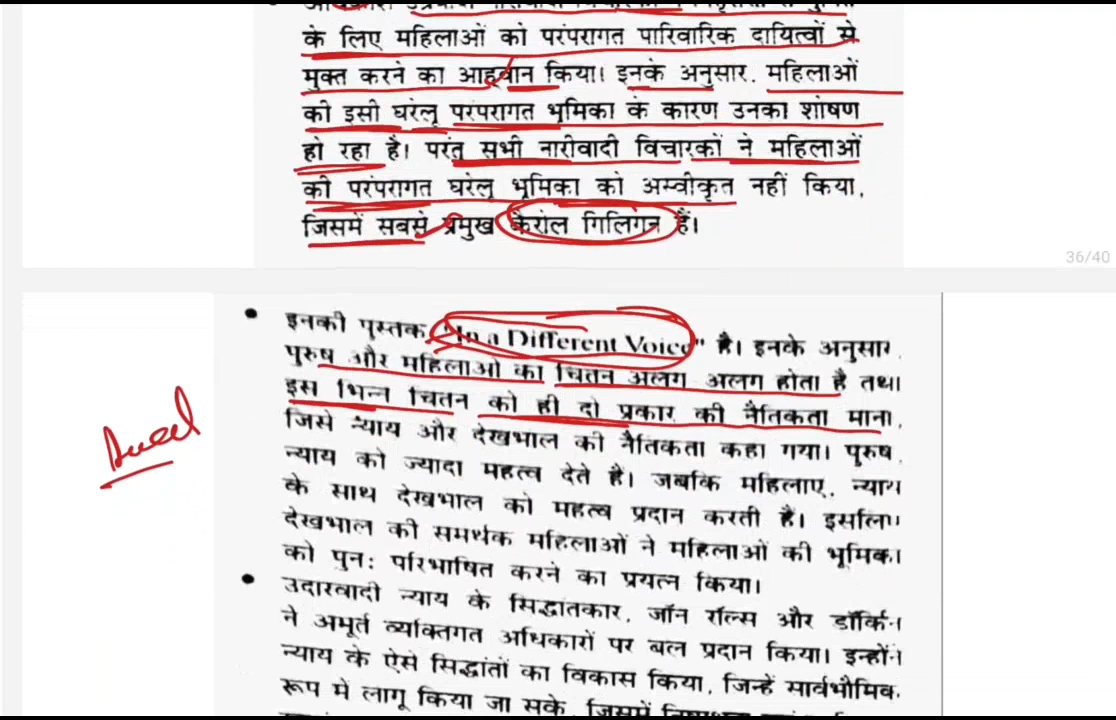 के लिए महिलाओं को परंपरागत पारिवारिक दायित्वों से
मुक्त करने का आह्वान किया। इनके अनुसार, महिलाओं
की इसी घरेलू परंपरागत भूमिका के कारण उनका शोषण
हो रहा है। परंतु सभी नारीवादी विचारकों ने महिलाओं
की परंपरागत घरेलू भूमिका को अस्वीकृत नहीं किया,
जिसमें सबसे प्रमुख कैरोल गिलिगन हैं।
36/40
• इनकी पुस्तक "In a Different Voice" है। इनके अनुसार,
पुरुष और महिलाओं का चिंतन अलग अलग होता है तथा
इस भिन्न चिंतन को ही दो प्रकार की नैतिकता माना,
जिसे न्याय और देखभाल की नैतिकता कहा गया। पुरुष,
न्याय को ज्यादा महत्व देते हैं। जबकि महिलाएं, न्याय
के साथ देखभाल को महत्व प्रदान करती है। इसलिए
देखभाल की समर्थक महिलाओं ने महिलाओं की भूमिका
को पुनः परिभाषित करने का प्रयत्न किया।
• उदारवादी न्याय के सिद्धांतकार, जॉन रॉल्स और डॉर्किन
ने अमूर्त व्यक्तिगत अधिकारों पर बल प्रदान किया। इन्होंने
न्याय के ऐसे सिद्धांतों का विकास किया, जिन्हें सार्वभौमिक
रूप में लागू किया जा सके, जिसमें